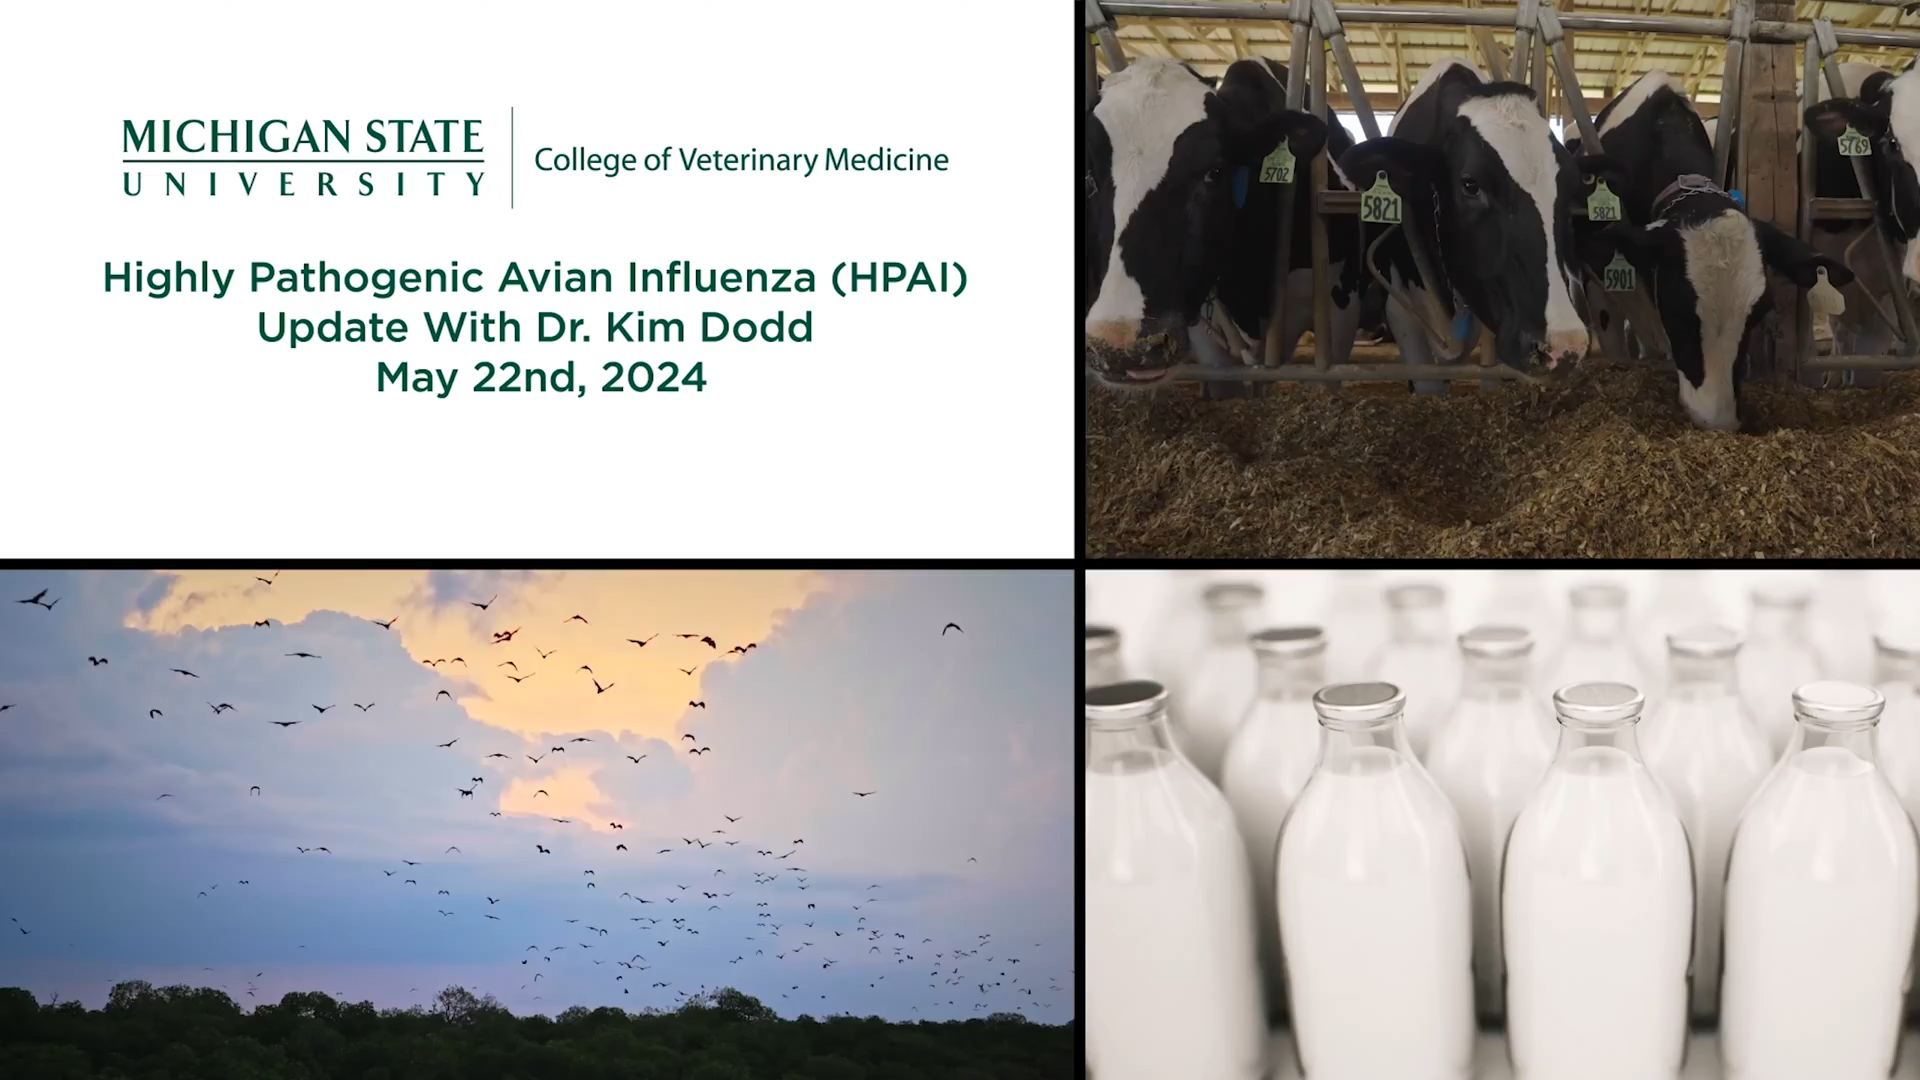 MICHIGAN STATE
UNIVERSITY
College of Veterinary Medicine
Highly Pathogenic Avian Influenza (HPAI)
Update With Dr. Kim Dodd
May 22nd, 2024
5702
5821
5821
5901
5769